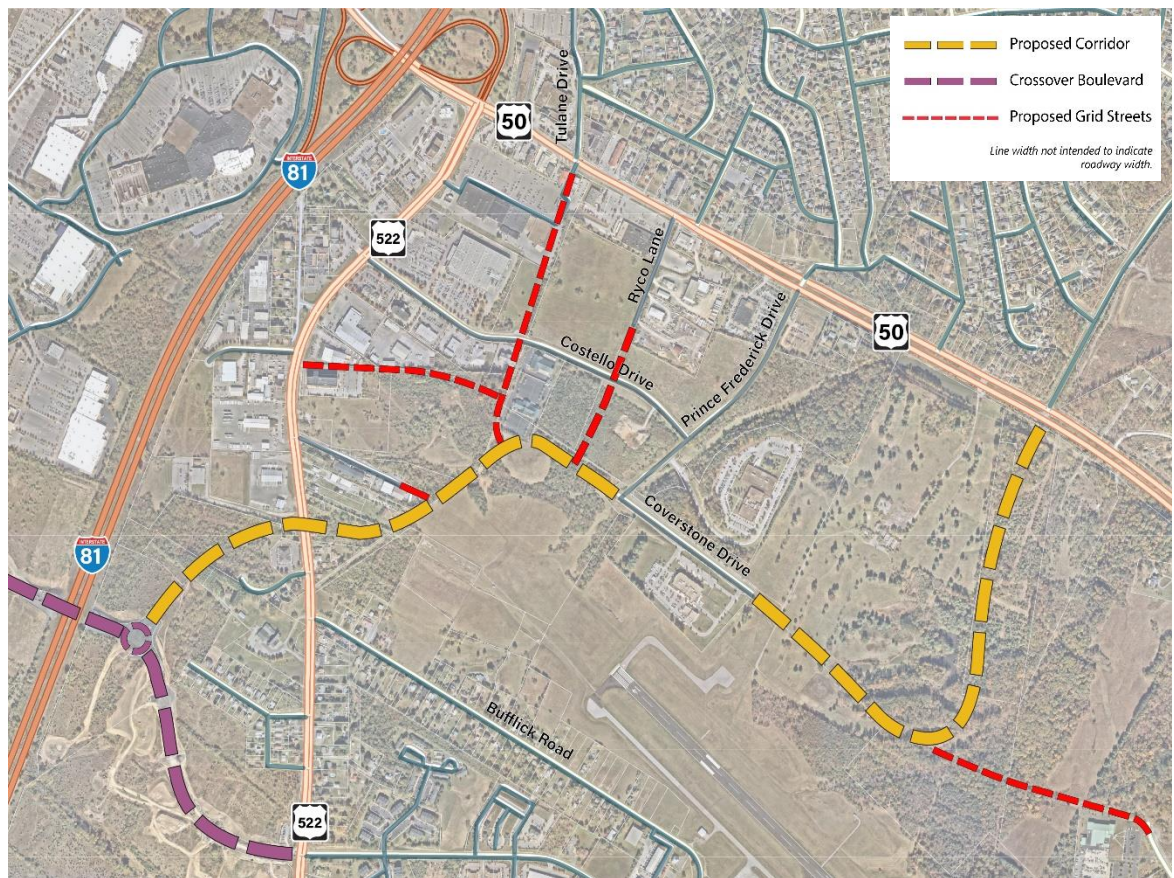 Proposed Corridor
Crossover Boulevard
Proposed Grid Streets
Line width not intended to indicate
roadway width.
Tulane Drive
50
INTERSTATE
81
522
Ryco Lane
Costello Drive
Prince Frederick Drive
50
Coverstone Drive
INTERSTATE
81
Bufflick Road
522